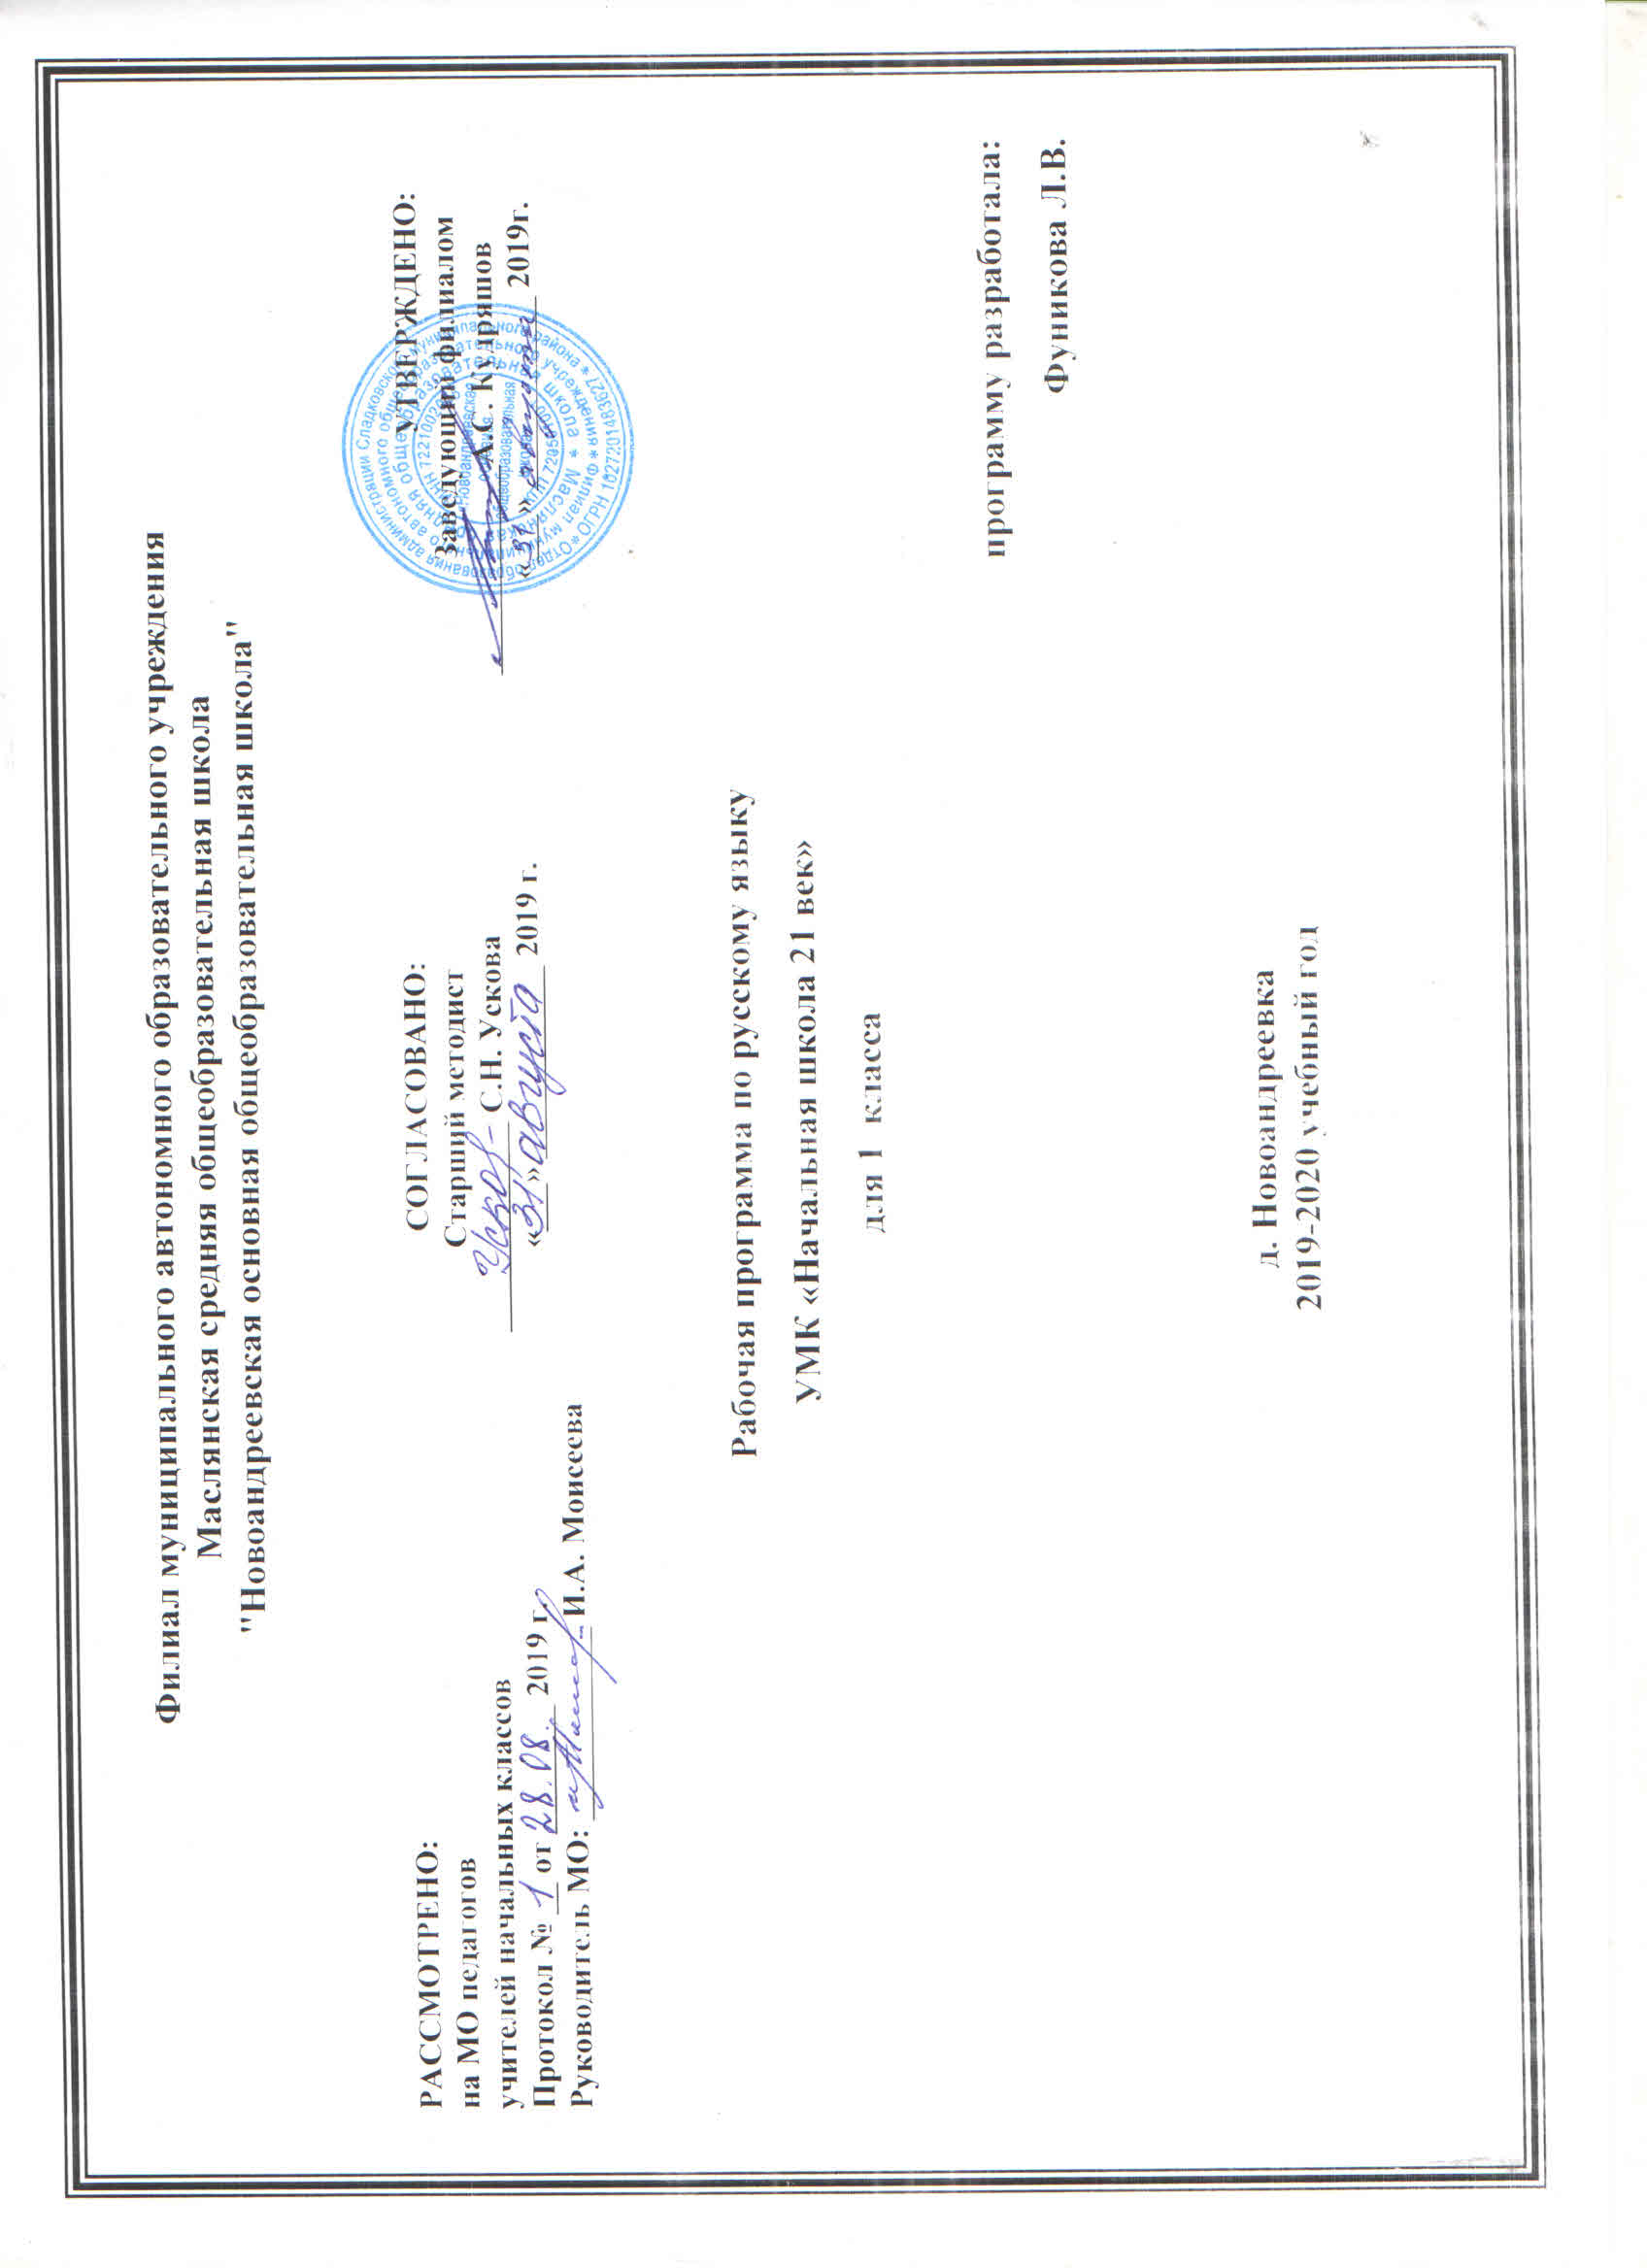 Филиал муниципального автономного образовательного учреждения
Маслянская средняя общеобразовательная школа
"Новоандреевская основная общеобразовательная школа"
РАССМОТРЕНО:
на МО педагогов
учителей начальных классов
Протокол № 1 от 28.08. 2019 г.
Руководитель МО: И.А. Моисеева
СОГЛАСОВАНО:
Старший методист
Ускова С.Н. Ускова
«31» августа 2019 г.
УТВЕРЖДЕНО:
Заведующий филиалом
А.С. Кудряшов
«31» августа 2019г.
Рабочая программа по русскому языку
УМК «Начальная школа 21 век»
для 1 класса
программу разработала:
Фуникова Л.В.
д. Новоандреевка
2019-2020 учебный год